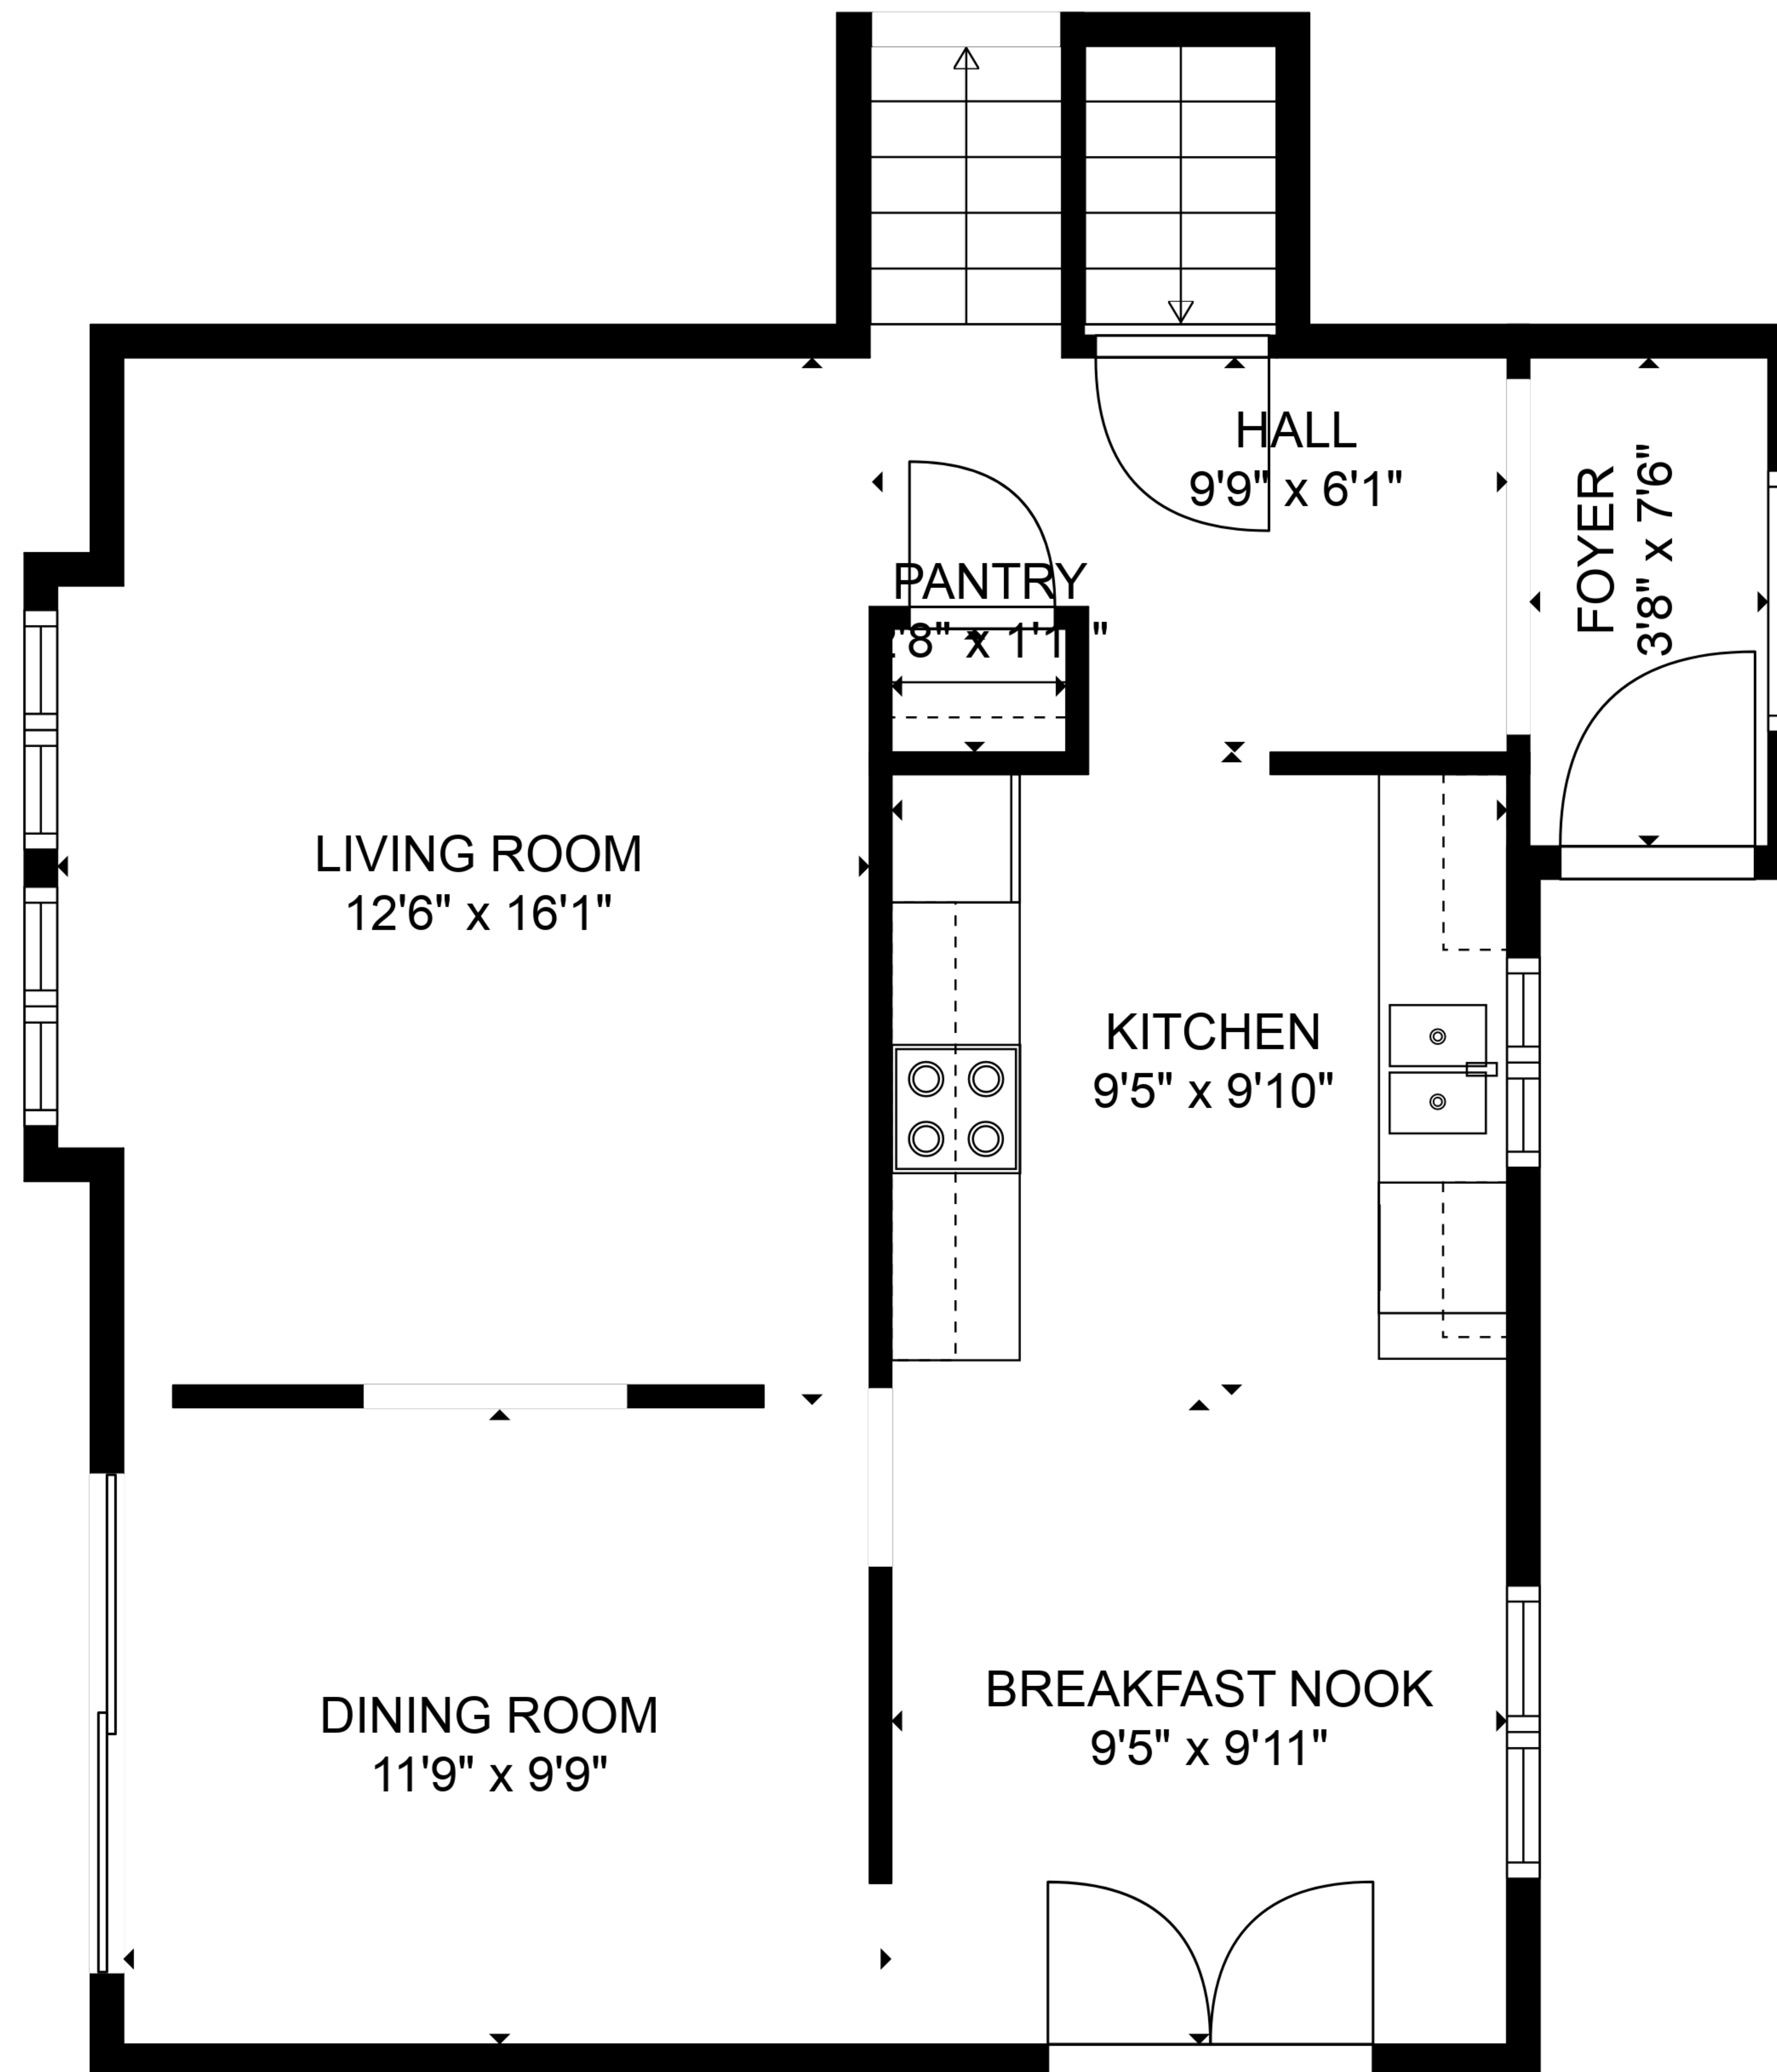 HALL
9'9" x 6'1"
FOYER
3'8" x 7'6"
PANTRY
LIVING ROOM
12'6" x 16'1"
KITCHEN
9'5" x 9'10"
DINING ROOM
11'9" x 9'9"
BREAKFAST NOOK
9'5" x 9'11"